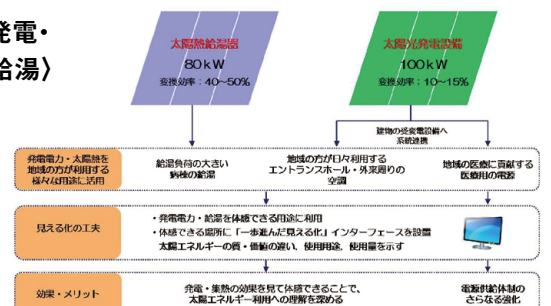 発電・
給湯〉
太陽熱給湯器
80kW
変換効率：40～50%
太陽光発電設備
100kW
変換効率：10～15%
建物の受変電設備へ
系統連携
発電電力・太陽熱を
地域の方が利用する
様々な用途に活用
給湯負荷の大きい
病棟の給湯
地域の方が日々利用する
エントランスホール・外来周りの
空調
地域の医療に貢献する
医療用の電源
見える化の工夫
・発電電力・給湯を体感できる用途に利用
・体感できる場所に「一歩進んだ見える化」インターフェースを設置
太陽エネルギーの質・価値の違い、使用用途、使用量を示す
効果・メリット
発電・集熱の効果を見て体感できることで、
太陽エネルギー利用への理解を深める
電源供給体制の
さらなる強化